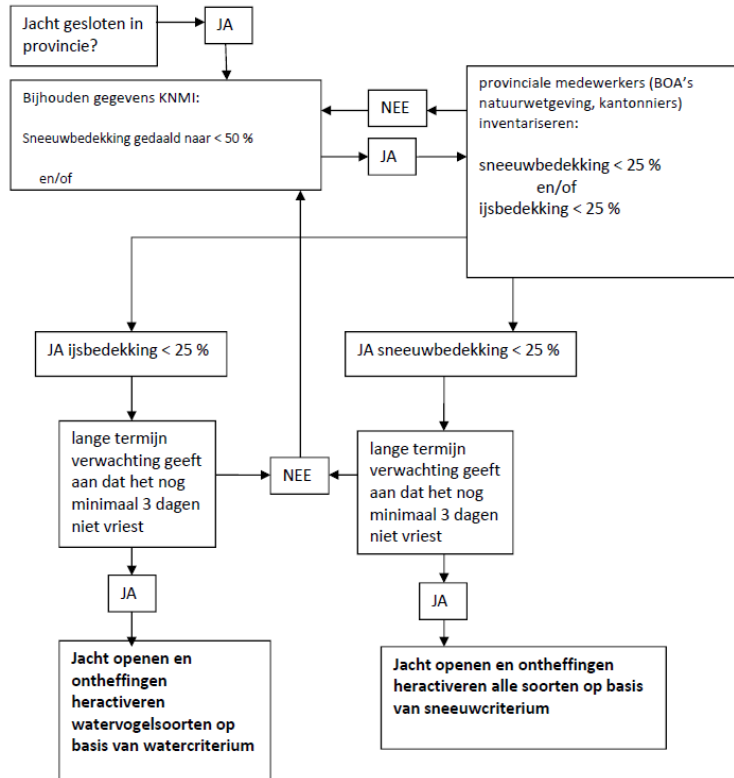 Jacht gesloten in
provincie?
JA
Bijhouden gegevens KNMI:
Sneeuwbedekking gedaald naar < 50 %
en/of
NEE
JA
provinciale medewerkers (BOA's
natuurwetgeving, kantonniers)
inventariseren:
sneeuwbedekking < 25 %
en/of
ijsbedekking < 25 %
JA ijsbedekking < 25 %
JA sneeuwbedekking < 25 %
lange termijn
verwachting geeft
aan dat het nog
minimaal 3 dagen
niet vriest
NEE
lange termijn
verwachting geeft
aan dat het nog
minimaal 3 dagen
niet vriest
JA
JA
Jacht openen en
ontheffingen
heractiveren
watervogelsoorten op
basis van watercriterium
Jacht openen en ontheffingen
heractiveren alle soorten op basis
van sneeuwcriterium